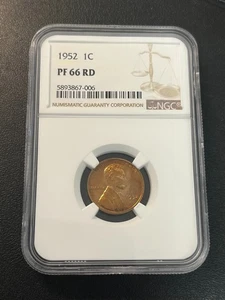 1952 1C
PF 66 RD
5893867-006
NUMISMATIC GUARANTY CORPORATION
NGC